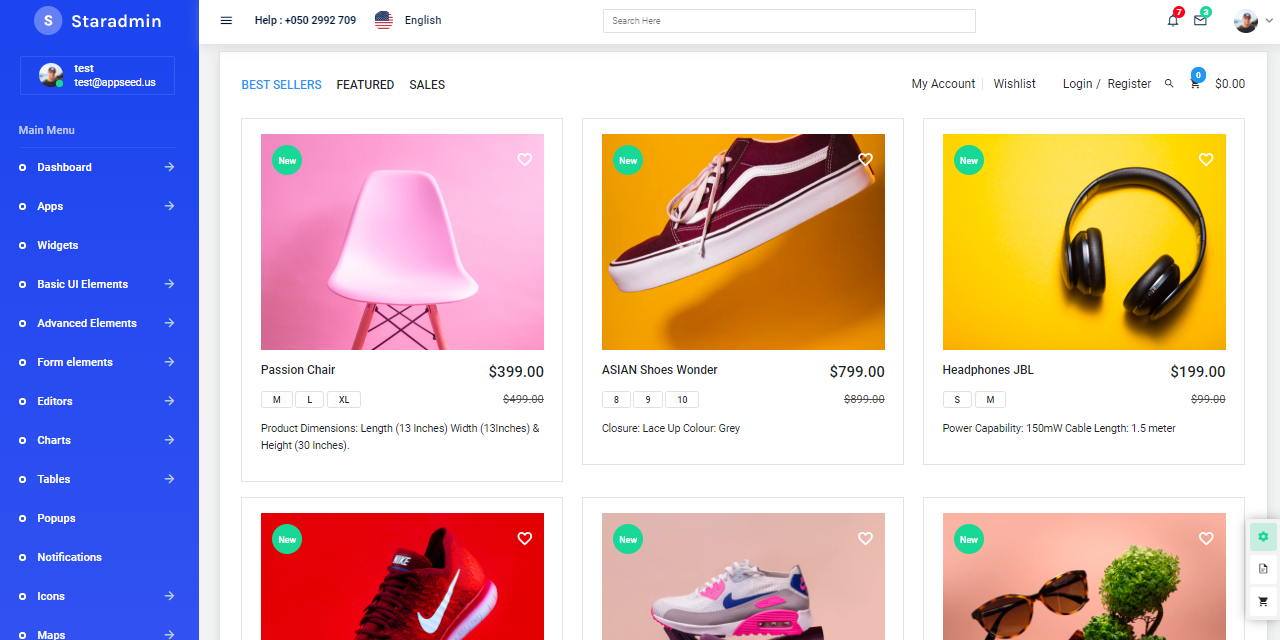 S Staradmin
Help : +050 2992 709
English
Search Here
7
3
test
test@appseed.us
Main Menu
Dashboard
Apps
Widgets
Basic UI Elements
Advanced Elements
Form elements
Editors
Charts
Tables
Popups
Notifications
Icons
Maps
BEST SELLERS FEATURED SALES
My Account Wishlist Login / Register 0 $0.00
New
Passion Chair $399.00
M L XL $499.00
Product Dimensions: Length (13 Inches) Width (13Inches) &
Height (30 Inches).
New
ASIAN Shoes Wonder $799.00
8 9 10 $899.00
Closure: Lace Up Colour: Grey
New
Headphones JBL $199.00
S M $99.00
Power Capability: 150mW Cable Length: 1.5 meter
New
NIKE
New
New